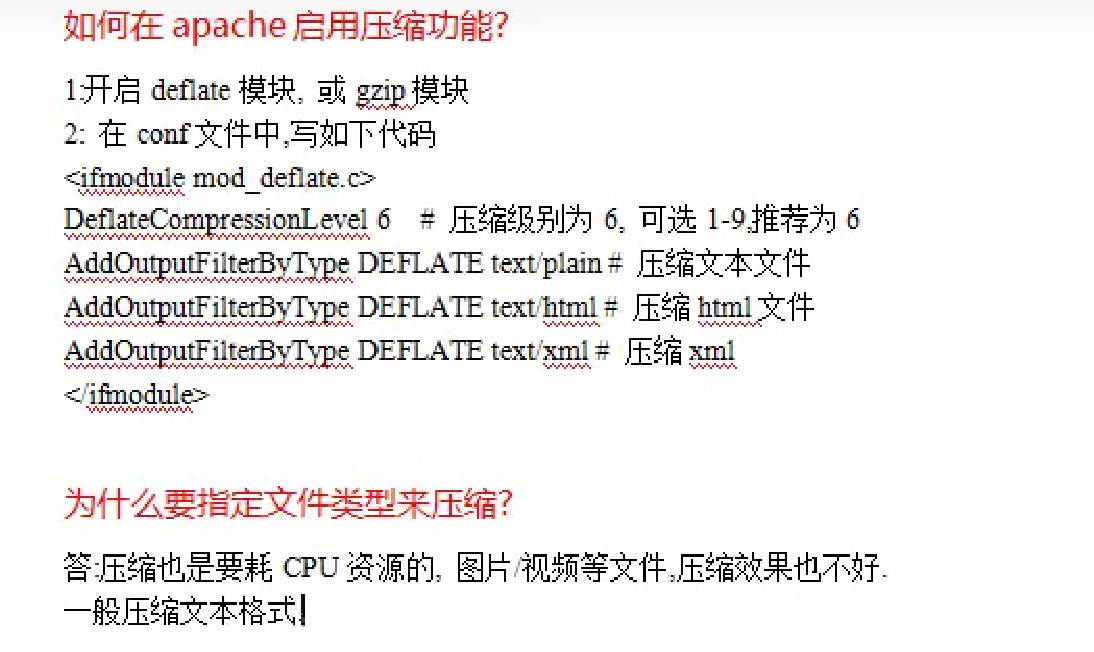 如何在 apache 启用压缩功能?
1:开启 deflate 模块, 或 gzip 模块
2: 在 conf 文件中,写如下代码
<ifmodule mod_deflate.c>
DeflateCompressionLevel 6 # 压缩级别为 6, 可选 1-9,推荐为 6
AddOutputFilterByType DEFLATE text/plain # 压缩文本文件
AddOutputFilterByType DEFLATE text/html # 压缩 html 文件
AddOutputFilterByType DEFLATE text/xml # 压缩 xml
</ifmodule>
为什么要指定文件类型来压缩?
答:压缩也是要耗 CPU 资源的, 图片/视频等文件,压缩效果也不好.
一般压缩文本格式